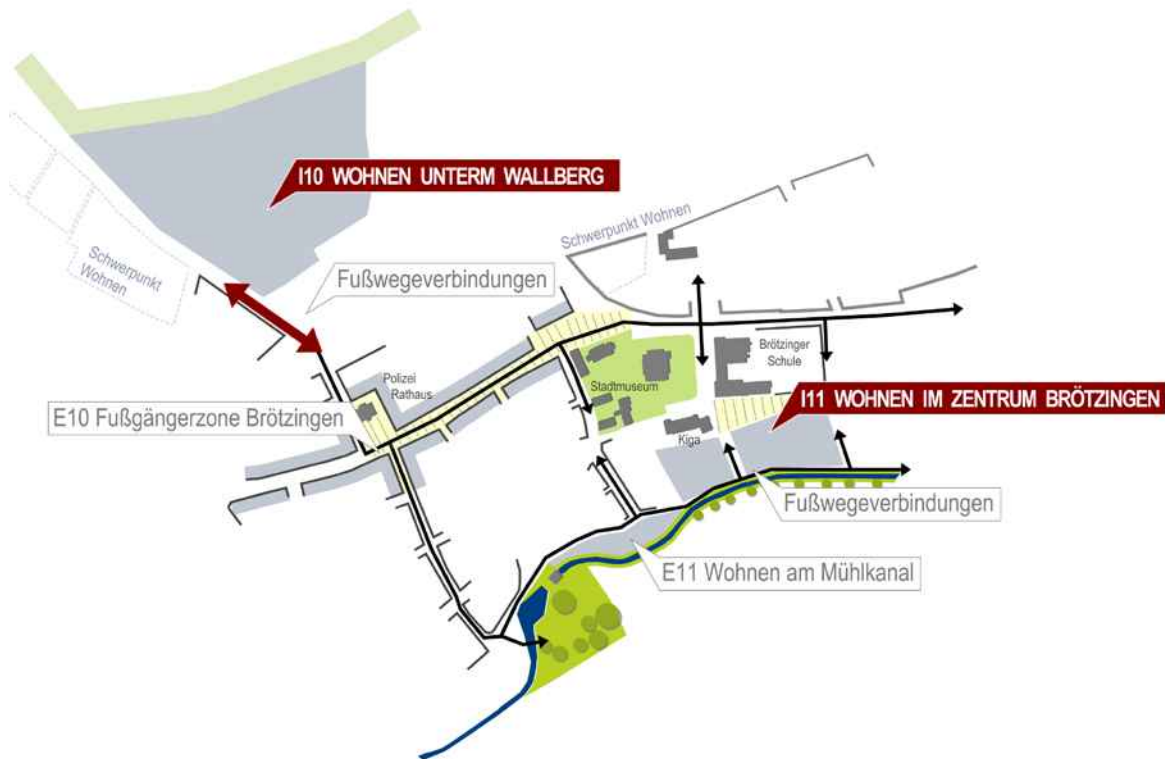 I10 WOHNEN UNTERM WALLBERG
Schwerpunkt Wohnen
Schwerpunkt
Wohnen
Fußwegeverbindungen
Brötzinger
Schule
Polizei
Rathaus
Stadtmuseum
I11 WOHNEN IM ZENTRUM BRÖTZINGEN
E10 Fußgängerzone Brötzingen
Kiga
Fußwegeverbindungen
E11 Wohnen am Mühlkanal